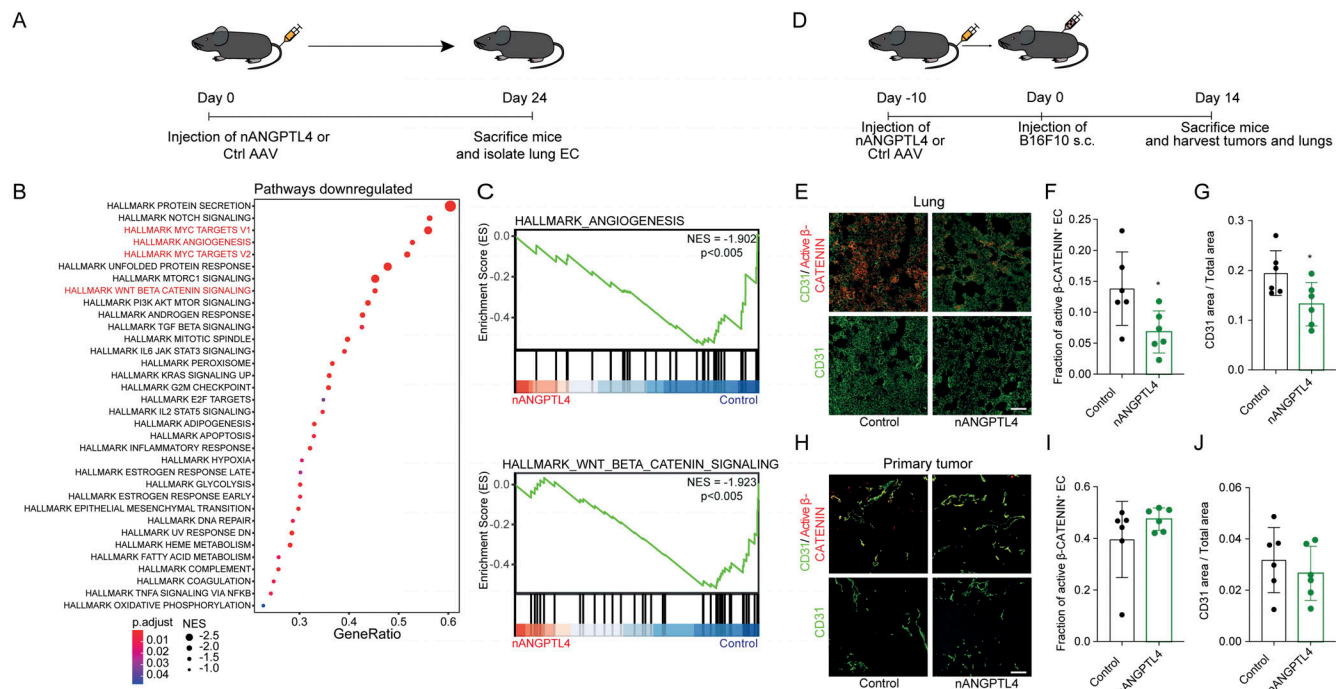 A
Day 0
Day 24
Injection of nANGPTL4 or
Ctrl AAV
Sacrifice mice
and isolate lung EC
D
Day -10
Day 0
Day 14
Injection of
nANGPTL4 or
Ctrl AAV
Injection of
B16F10 s.c.
Sacrifice mice
and harvest tumors and lungs
B
Pathways downregulated
HALLMARK PROTEIN SECRETION
HALLMARK NOTCH SIGNALING
HALLMARK MYC TARGETS V1
HALLMARK ANGIOGENESIS
HALLMARK MYC TARGETS V2
HALLMARK UNFOLDED PROTEIN RESPONSE
HALLMARK MTORC1 SIGNALING
HALLMARK WNT BETA CATENIN SIGNALING
HALLMARK PI3K AKT MTOR SIGNALING
HALLMARK ANDROGEN RESPONSE
HALLMARK TGF BETA SIGNALING
HALLMARK MITOTIC SPINDLE
HALLMARK IL6 JAK STAT3 SIGNALING
HALLMARK PEROXISOME
HALLMARK KRAS SIGNALING UP
HALLMARK G2M CHECKPOINT
HALLMARK E2F TARGETS
HALLMARK IL2 STAT5 SIGNALING
HALLMARK ADIPOGENESIS
HALLMARK APOPTOSIS
HALLMARK INFLAMMATORY RESPONSE
HALLMARK HYPOXIA
HALLMARK ESTROGEN RESPONSE LATE
HALLMARK GLYCOLYSIS
HALLMARK ESTROGEN RESPONSE EARLY
HALLMARK EPITHELIAL MESENCHYMAL TRANSITION
HALLMARK DNA REPAIR
HALLMARK UV RESPONSE DN
HALLMARK HEME METABOLISM
HALLMARK FATTY ACID METABOLISM
HALLMARK COMPLEMENT
HALLMARK COAGULATION
HALLMARK TNFA SIGNALING VIA NFKB
HALLMARK OXIDATIVE PHOSPHORYLATION
0.3 0.4 0.5 0.6
GeneRatio
p.adjust
0.01
0.02
0.03
0.04
NES
-2.5
-2.0
-1.5
-1.0
C
HALLMARK_ANGIOGENESIS
NES = -1.902
p<0.005
Enrichment Score (ES)
0.0
-0.2
-0.4
nANGPTL4
Control
HALLMARK_WNT_BETA_CATENIN_SIGNALING
NES = -1.923
p<0.005
Enrichment Score (ES)
0.0
-0.2
-0.4
nANGPTL4
Control
E
Lung
CD31/Active β-
CATENIN
CD31
Control
nANGPTL4
F
Fraction of active β-CATENIN⁺ EC
0.25
0.20
0.15
0.10
0.05
0.00
*
Control
nANGPTL4
G
CD31 area / Total area
0.3
0.2
0.1
0.0
*
Control
nANGPTL4
H
Primary tumor
CD31/Active β-
CATENIN
CD31
Control
nANGPTL4
I
Fraction of active β-CATENIN⁺ EC
0.6
0.4
0.2
0.0
Control
nANGPTL4
J
CD31 area / Total area
0.06
0.04
0.02
0.00
Control
nANGPTL4